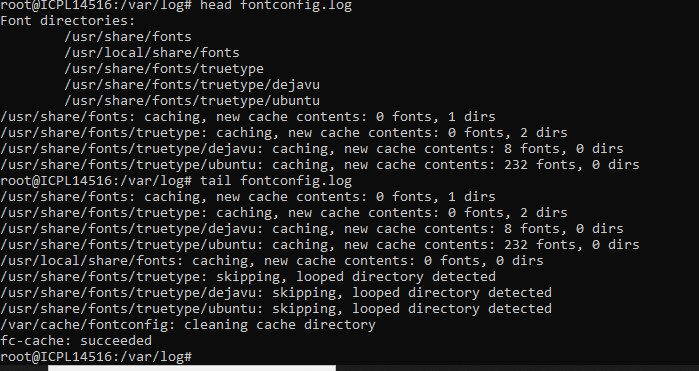 root@ICPL14516:/var/log# head fontconfig.log
Font directories:
        /usr/share/fonts
        /usr/local/share/fonts
        /usr/share/fonts/truetype
        /usr/share/fonts/truetype/dejavu
        /usr/share/fonts/truetype/ubuntu
/usr/share/fonts: caching, new cache contents: 0 fonts, 1 dirs
/usr/share/fonts/truetype: caching, new cache contents: 0 fonts, 2 dirs
/usr/share/fonts/truetype/dejavu: caching, new cache contents: 8 fonts, 0 dirs
/usr/share/fonts/truetype/ubuntu: caching, new cache contents: 232 fonts, 0 dirs
root@ICPL14516:/var/log# tail fontconfig.log
/usr/share/fonts: caching, new cache contents: 0 fonts, 1 dirs
/usr/share/fonts/truetype: caching, new cache contents: 0 fonts, 2 dirs
/usr/share/fonts/truetype/dejavu: caching, new cache contents: 8 fonts, 0 dirs
/usr/share/fonts/truetype/ubuntu: caching, new cache contents: 232 fonts, 0 dirs
/usr/local/share/fonts: caching, new cache contents: 0 fonts, 0 dirs
/usr/share/fonts/truetype: skipping, looped directory detected
/usr/share/fonts/truetype/dejavu: skipping, looped directory detected
/usr/share/fonts/truetype/ubuntu: skipping, looped directory detected
/var/cache/fontconfig: cleaning cache directory
fc-cache: succeeded
root@ICPL14516:/var/log#